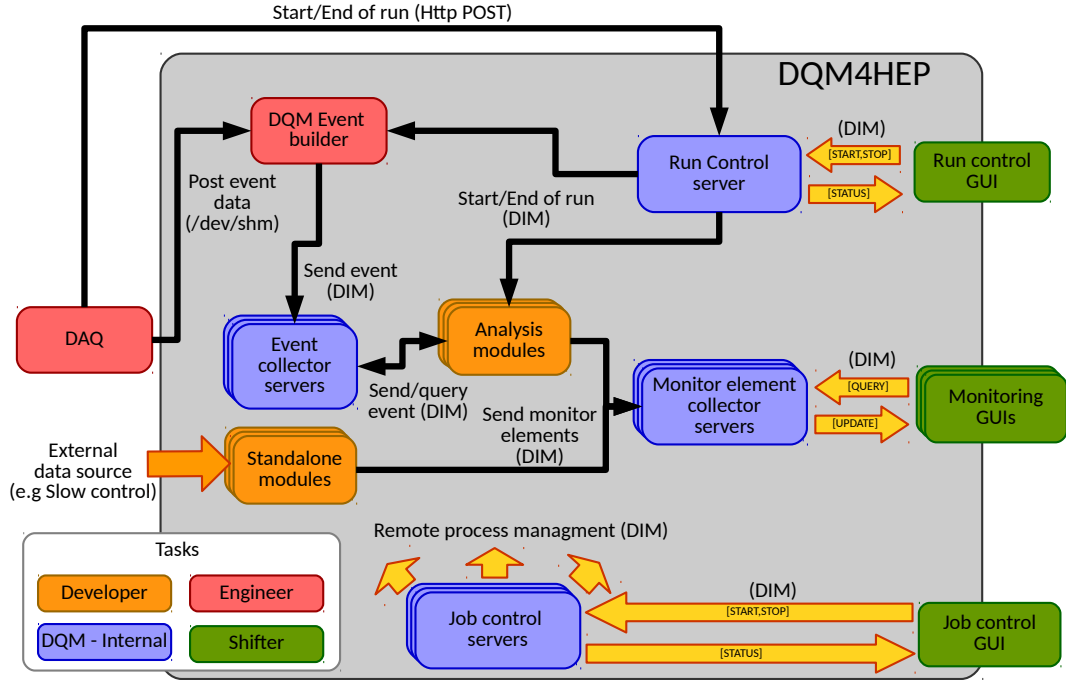 Start/End of run (Http POST)
DQM4HEP
DQM Event
builder
Run Control
server
(DIM)
[START,STOP]
[STATUS]
Run control
GUI
Post event
data
(/dev/shm)
Start/End of run
(DIM)
Send event
(DIM)
DAQ
Event
collector
servers
Analysis
modules
Send/query
event (DIM)
Send monitor
elements
(DIM)
Monitor element
collector
servers
(DIM)
[QUERY]
[UPDATE]
Monitoring
GUIs
External
data source
(e.g Slow control)
Standalone
modules
Remote process managment (DIM)
Tasks
Developer
Engineer
DQM - Internal
Shifter
Job control
servers
(DIM)
[START,STOP]
[STATUS]
Job control
GUI